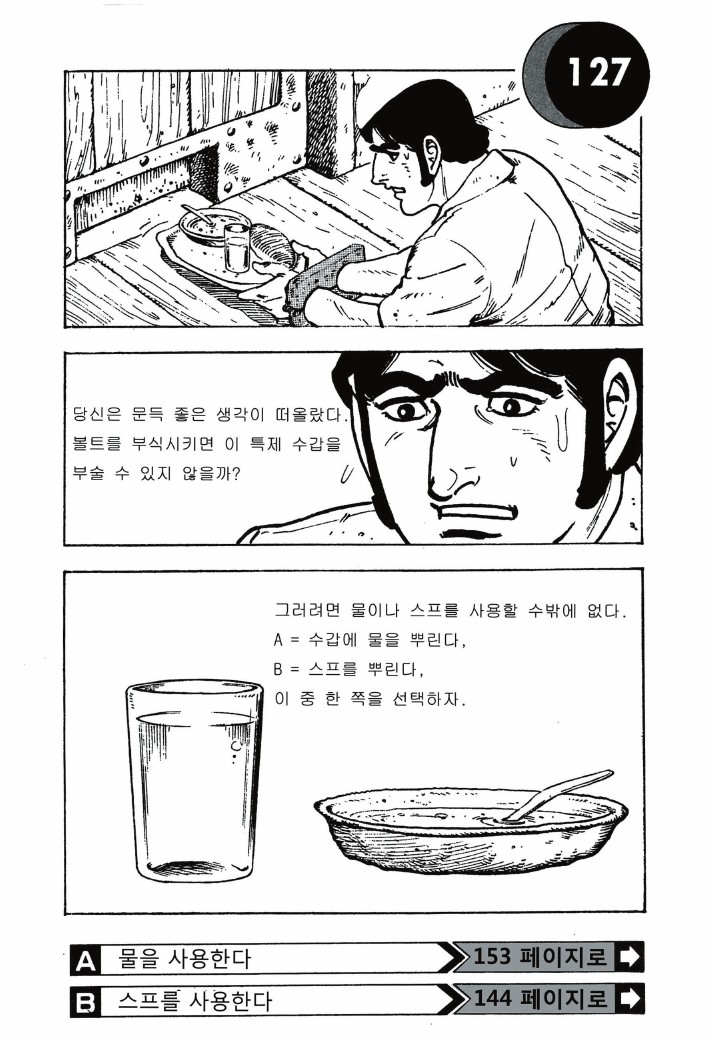 127
당신은 문득 좋은 생각이 떠올랐다.
볼트를 부식시키면 이 특제 수갑을
부술 수 있지 않을까?
그러려면 물이나 스프를 사용할 수밖에 없다.
A = 수갑에 물을 뿌린다,
B = 스프를 뿌린다,
이 중 한 쪽을 선택하자.
A 물을 사용한다 153 페이지로
B 스프를 사용한다 144 페이지로